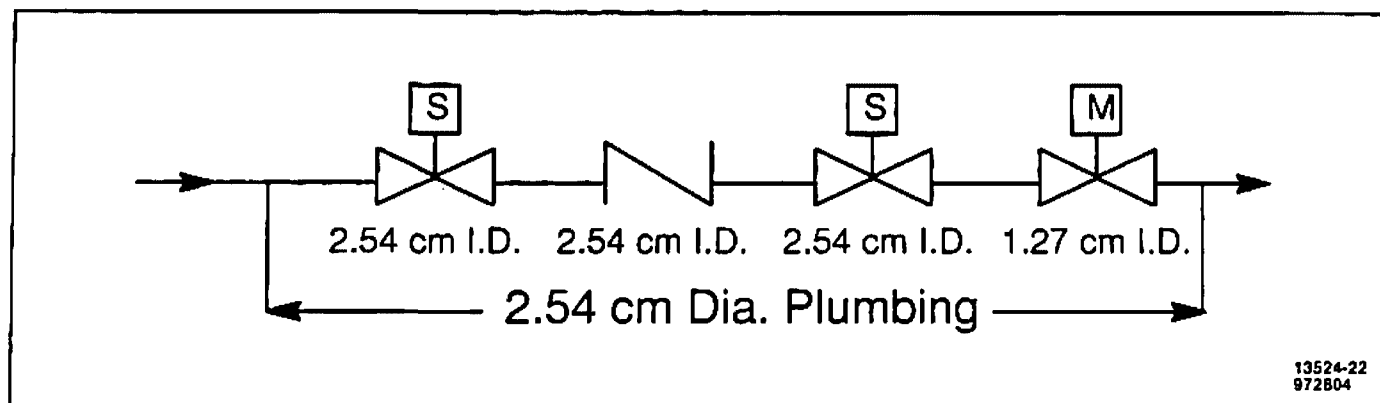 S S M
2.54 cm I.D. 2.54 cm I.D. 2.54 cm I.D. 1.27 cm I.D.
2.54 cm Dia. Plumbing
13524-22
972804